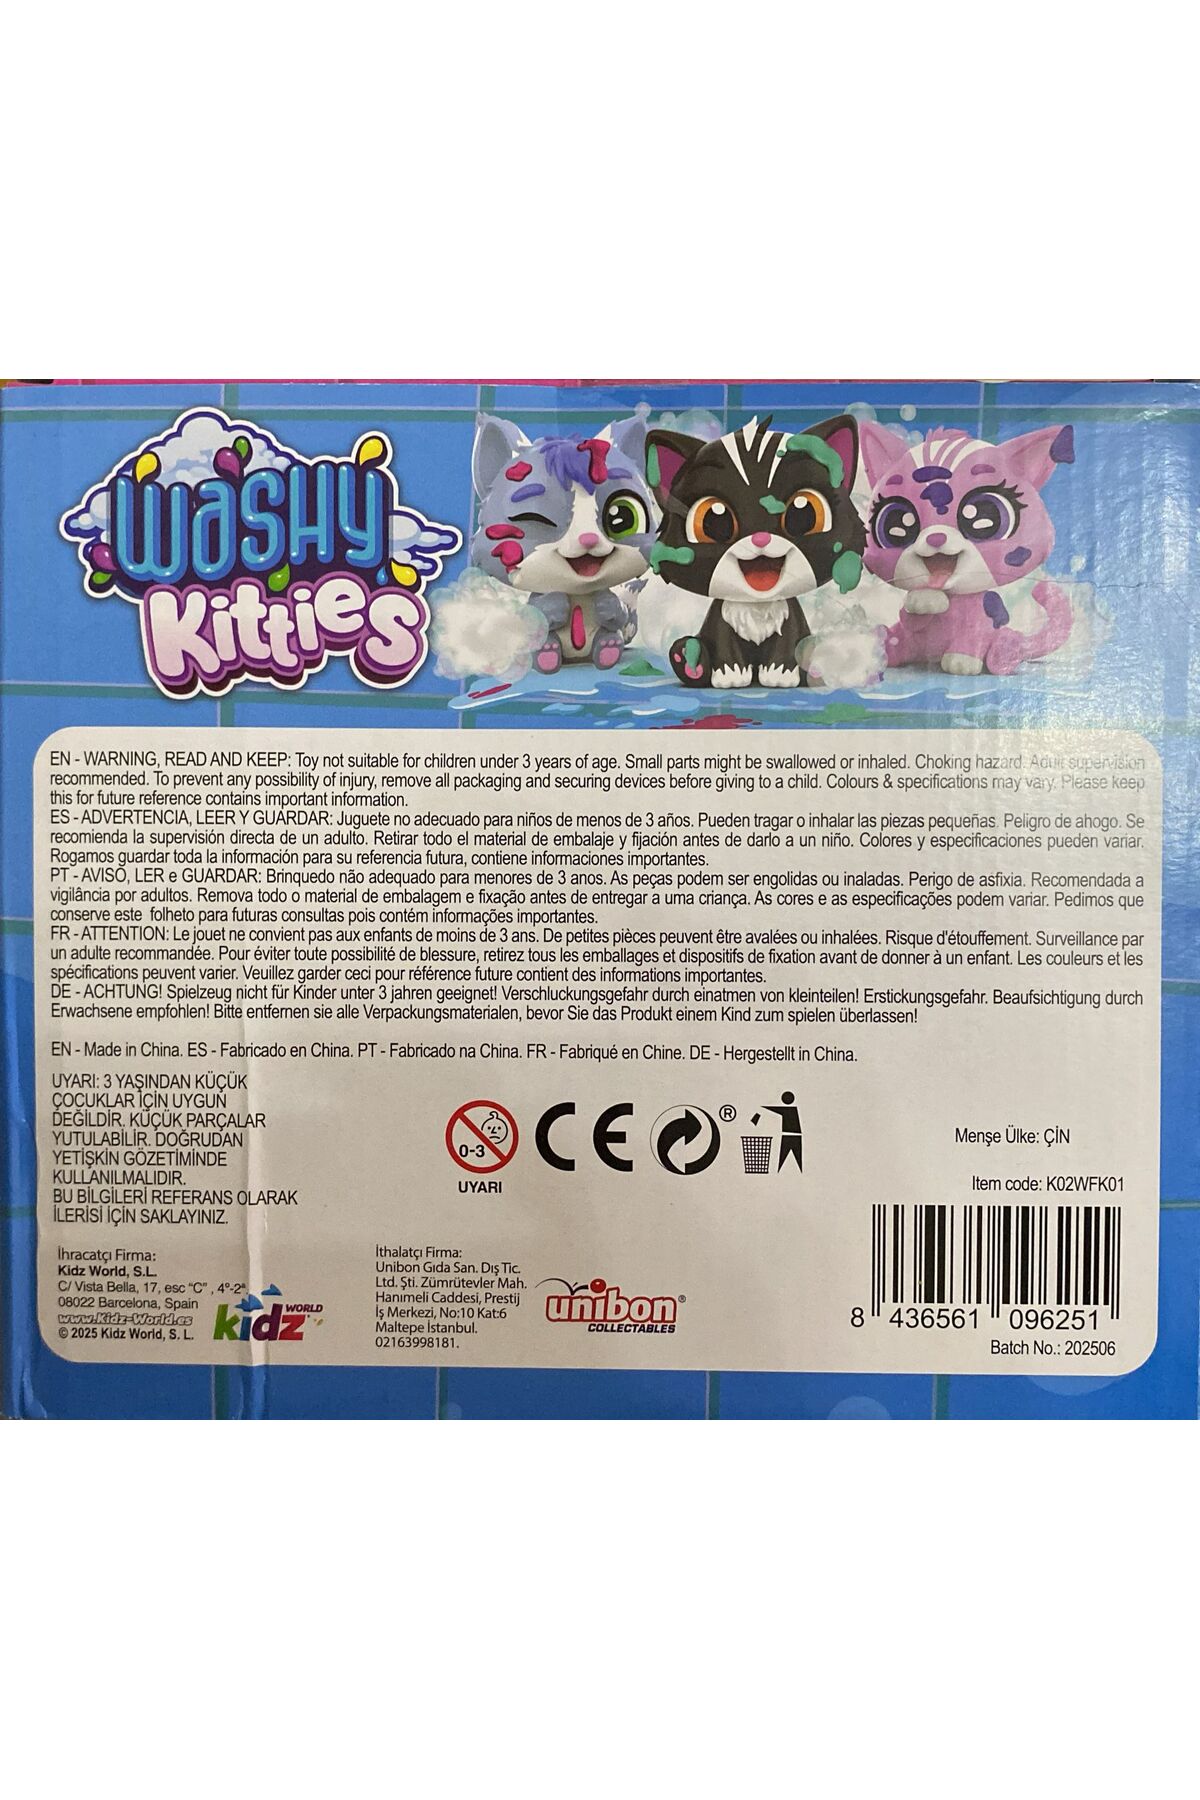 WASHY
Kitties
EN - WARNING, READ AND KEEP: Toy not suitable for children under 3 years of age. Small parts might be swallowed or inhaled. Choking hazard. Adult supervision
recommended. To prevent any possibility of injury, remove all packaging and securing devices before giving to a child. Colours & specifications may vary. Please keep
this for future reference contains important information.
ES - ADVERTENCIA, LEER Y GUARDAR: Juguete no adecuado para niños de menos de 3 años. Pueden tragar o inhalar las piezas pequeñas. Peligro de ahogo. Se
recomienda la supervisión directa de un adulto. Retirar todo el material de embalaje y fijación antes de darlo a un niño. Colores y especificaciones pueden variar.
Rogamos guardar toda la información para su referencia futura, contiene informaciones importantes.
PT - AVISO, LER e GUARDAR: Brinquedo não adequado para menores de 3 anos. As peças podem ser engolidas ou inaladas. Perigo de asfixia. Recomendada a
vigilância por adultos. Remova todo o material de embalagem e fixação antes de entregar a uma criança. As cores e as especificações podem variar. Pedimos que
conserve este folheto para futuras consultas pois contém informações importantes.
FR - ATTENTION: Le jouet ne convient pas aux enfants de moins de 3 ans. De petites pièces peuvent être avalées ou inhalées. Risque d'étouffement. Surveillance par
un adulte recommandée. Pour éviter toute possibilité de blessure, retirez tous les emballages et dispositifs de fixation avant de donner à un enfant. Les couleurs et les
spécifications peuvent varier. Veuillez garder ceci pour référence future contient des informations importantes.
DE - ACHTUNG! Spielzeug nicht für Kinder unter 3 jahren geeignet! Verschluckungsgefahr durch einatmen von kleinteilen! Erstickungsgefahr. Beaufsichtigung durch
Erwachsene empfohlen! Bitte entfernen sie alle Verpackungsmaterialen, bevor Sie das Produkt einem Kind zum spielen überlassen!
EN - Made in China. ES - Fabricado en China. PT - Fabricado na China. FR - Fabriqué en Chine. DE - Hergestellt in China.
UYARI: 3 YAŞINDAN KÜÇÜK
ÇOCUKLAR İÇİN UYGUN
DEĞİLDİR. KÜÇÜK PARÇALAR
YUTULABİLİR. DOĞRUDAN
YETİŞKİN GÖZETİMİNDE
KULLANILMALIDIR.
BU BİLGİLERİ REFERANS OLARAK
İLERİSİ İÇİN SAKLAYINIZ.
0-3
UYARI
CE
®
Menşe Ülke: ÇİN
Item code: K02WFK01
İhracatçı Firma:
Kidz World, S.L.
C/ Vista Bella, 17, esc "C" , 4º-2ª.
08022 Barcelona, Spain
www.Kidz-World.es
© 2025 Kidz World, S. L.
kidz WORLD
İthalatçı Firma:
Unibon Gıda San. Dış Tic.
Ltd. Şti. Zümrütevler Mah.
Hanımeli Caddesi, Prestij
İş Merkezi, No:10 Kat:6
Maltepe İstanbul.
02163998181.
unibon®
COLLECTABLES
8 436561 096251
Batch No.: 202506